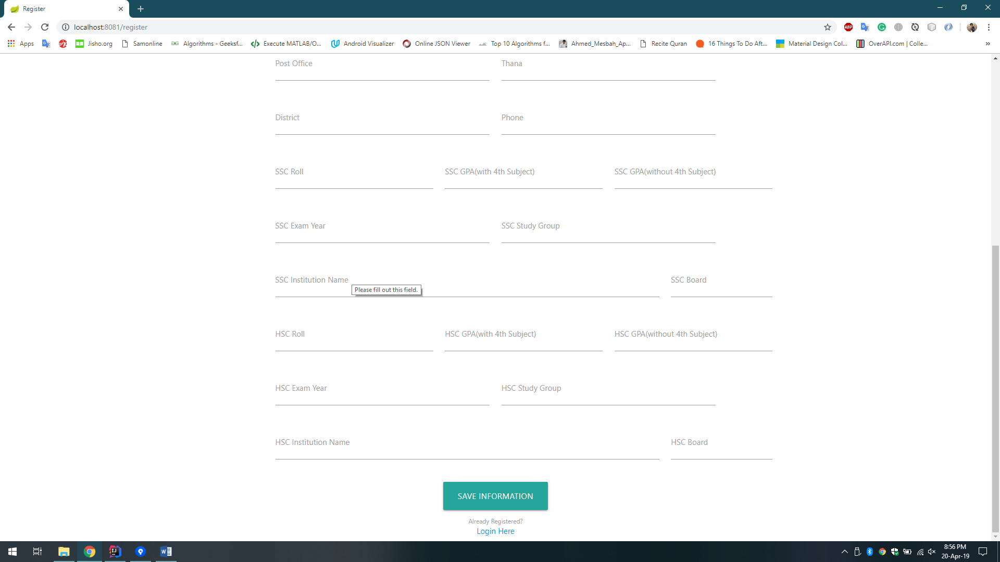 Register
localhost:8081/register
ABP
Apps
Jisho.org
Samonline
Algorithms - Geeksf...
Execute MATLAB/O...
Android Visualizer
Online JSON Viewer
Top 10 Algorithms f...
Ahmed_Mesbah_Ap...
Recite Quran
16 Things To Do Aft...
Material Design Col...
OverAPI.com | Colle...
»
Post Office
Thana
District
Phone
SSC Roll
SSC GPA(with 4th Subject)
SSC GPA(without 4th Subject)
SSC Exam Year
SSC Study Group
SSC Institution Name
SSC Board
Please fill out this field.
HSC Roll
HSC GPA(with 4th Subject)
HSC GPA(without 4th Subject)
HSC Exam Year
HSC Study Group
HSC Institution Name
HSC Board
SAVE INFORMATION
Already Registered?
Login Here
8:56 PM
20-Apr-19